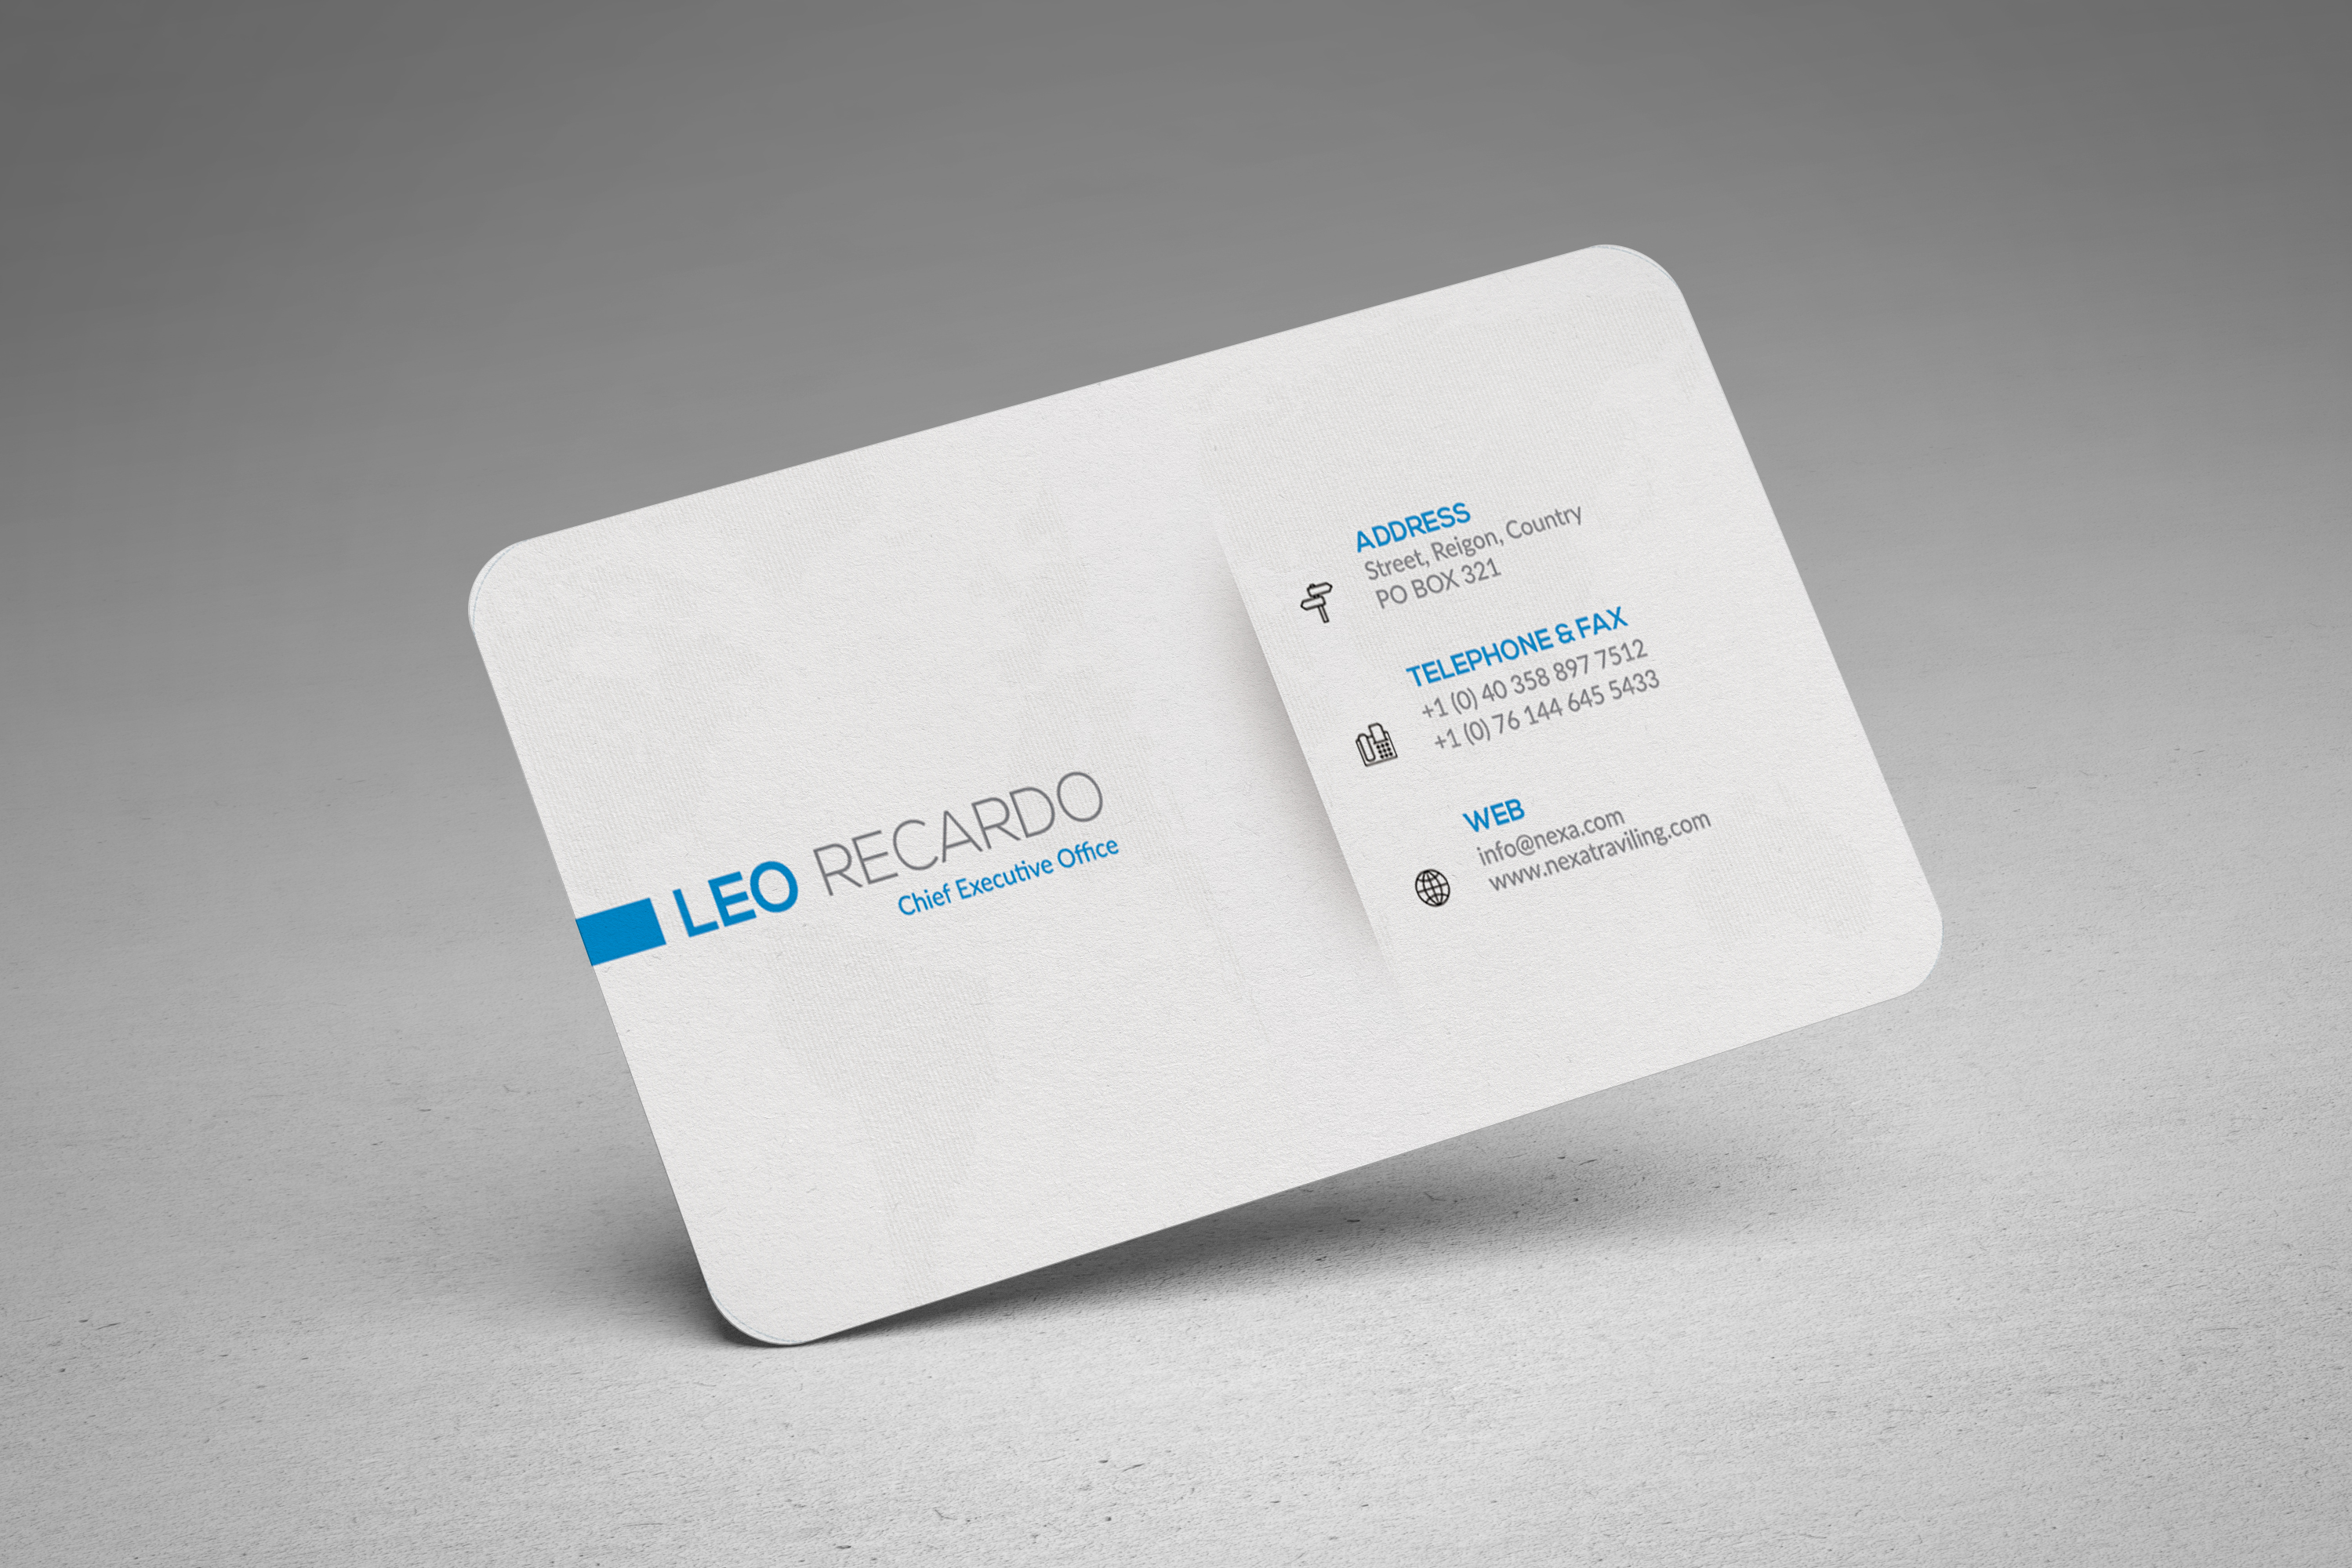 LEO RECARDO
Chief Executive Office
ADDRESS
Street, Reigon, Country
PO BOX 321
TELEPHONE & FAX
+1 (0) 40 358 897 7512
+1 (0) 76 144 645 5433
WEB
info@nexa.com
www.nexatraviling.com